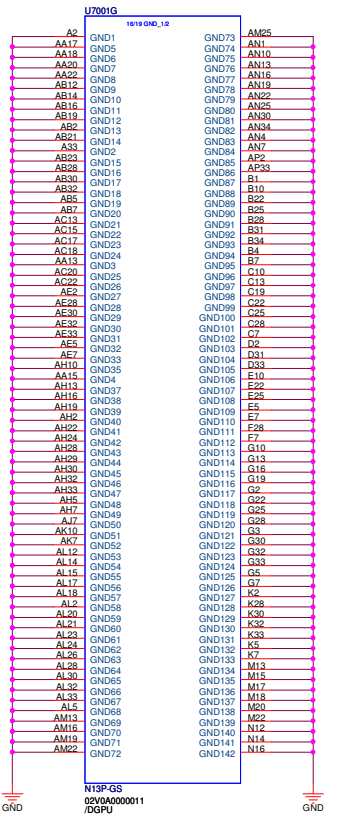 U7001G
16/19 GND_1/2
A2 GND1 GND73 AM25
AA17 GND5 GND74 AN1
AA18 GND6 GND75 AN10
AA20 GND7 GND76 AN13
AA22 GND8 GND77 AN16
AB12 GND9 GND78 AN19
AB14 GND10 GND79 AN22
AB16 GND11 GND80 AN25
AB19 GND12 GND81 AN30
AB2 GND13 GND82 AN34
AB21 GND14 GND83 AN4
A33 GND2 GND84 AN7
AB23 GND15 GND85 AP2
AB28 GND16 GND86 AP33
AB30 GND17 GND87 B1
AB32 GND18 GND88 B10
AB5 GND19 GND89 B22
AB7 GND20 GND90 B25
AC13 GND21 GND91 B28
AC15 GND22 GND92 B31
AC17 GND23 GND93 B34
AC18 GND24 GND94 B4
AA13 GND3 GND95 B7
AC20 GND25 GND96 C10
AC22 GND26 GND97 C13
AE2 GND27 GND98 C19
AE28 GND28 GND99 C22
AE30 GND29 GND100 C25
AE32 GND30 GND101 C28
AE33 GND31 GND102 C7
AE5 GND32 GND103 D2
AE7 GND33 GND104 D31
AH10 GND35 GND105 D33
AA15 GND4 GND106 E10
AH13 GND37 GND107 E22
AH16 GND38 GND108 E25
AH19 GND39 GND109 E5
AH2 GND40 GND110 E7
AH22 GND41 GND111 F28
AH24 GND42 GND112 F7
AH28 GND43 GND113 G10
AH29 GND44 GND114 G13
AH30 GND45 GND115 G16
AH32 GND46 GND116 G19
AH33 GND47 GND117 G2
AH5 GND48 GND118 G22
AH7 GND49 GND119 G25
AJ7 GND50 GND120 G28
AK10 GND51 GND121 G3
AK7 GND52 GND122 G30
AL12 GND53 GND123 G32
AL14 GND54 GND124 G33
AL15 GND55 GND125 G5
AL17 GND56 GND126 G7
AL18 GND57 GND127 K2
AL2 GND58 GND128 K28
AL20 GND59 GND129 K30
AL21 GND60 GND130 K32
AL23 GND61 GND131 K33
AL24 GND62 GND132 K5
AL26 GND63 GND133 K7
AL28 GND64 GND134 M13
AL30 GND65 GND135 M15
AL32 GND66 GND136 M17
AL33 GND67 GND137 M18
AL5 GND68 GND138 M20
AM13 GND69 GND139 M22
AM16 GND70 GND140 N12
AM19 GND71 GND141 N14
AM22 GND72 GND142 N16
N13P-GS
02V0A0000011
/DGPU
GND GND